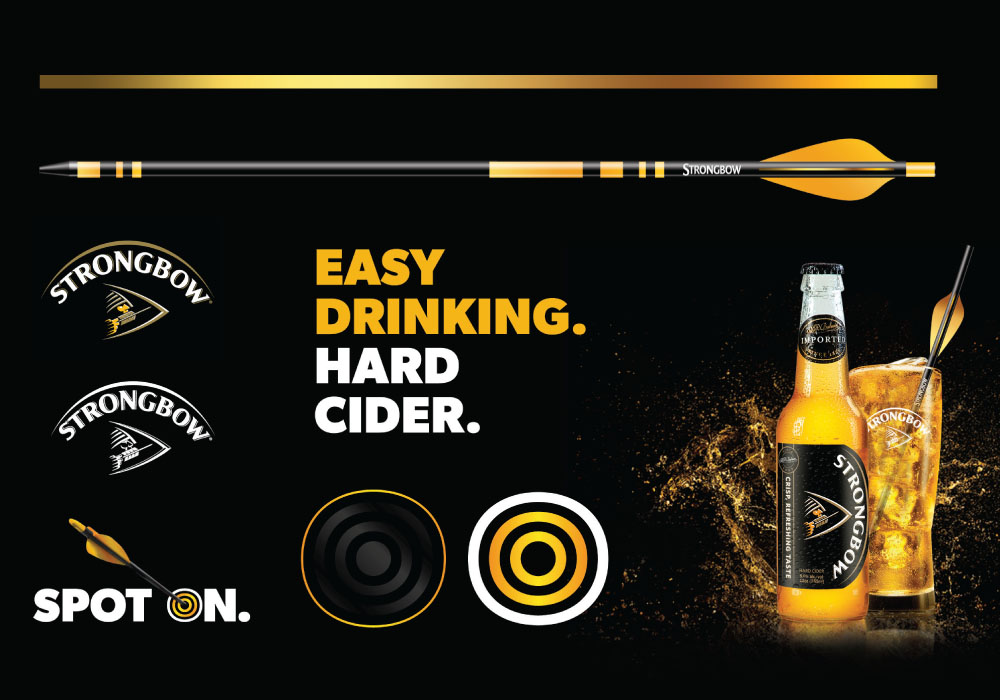 STRONGBOW
STRONGBOW
EASY
DRINKING.
HARD
CIDER.
STRONGBOW
SPOT ON.
IMPORTED
STRONGBOW
CRISP, REFRESHING TASTE
HARD CIDER
STRONGBOW